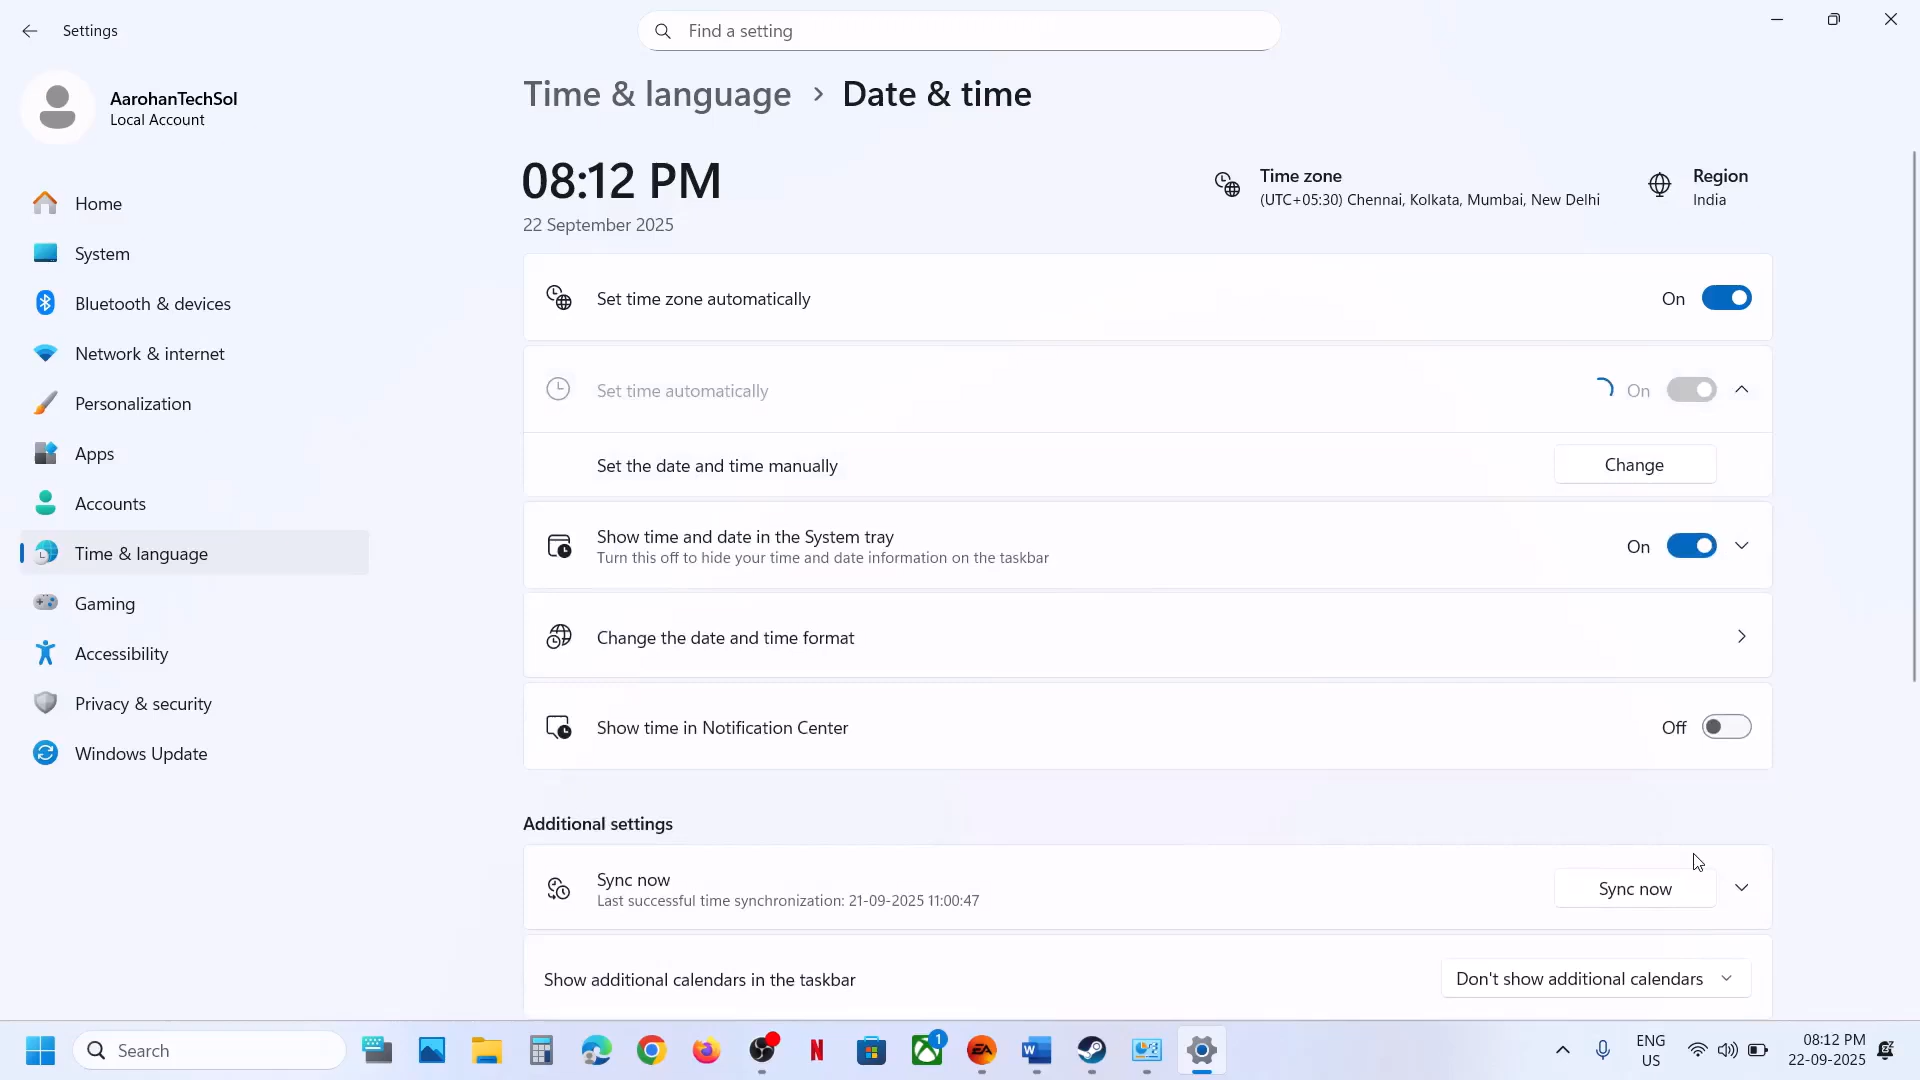 Settings
Find a setting
AarohanTechSol
Local Account
Home
System
Bluetooth & devices
Network & internet
Personalization
Apps
Accounts
Time & language
Gaming
Accessibility
Privacy & security
Windows Update
Time & language > Date & time
08:12 PM
22 September 2025
Time zone
(UTC+05:30) Chennai, Kolkata, Mumbai, New Delhi
Region
India
Set time zone automatically On
Set time automatically On
Set the date and time manually Change
Show time and date in the System tray On
Turn this off to hide your time and date information on the taskbar
Change the date and time format
Show time in Notification Center Off
Additional settings
Sync now
Last successful time synchronization: 21-09-2025 11:00:47
Sync now
Show additional calendars in the taskbar Don't show additional calendars
Search
N
1
EA
W
ENG
US
08:12 PM
22-09-2025